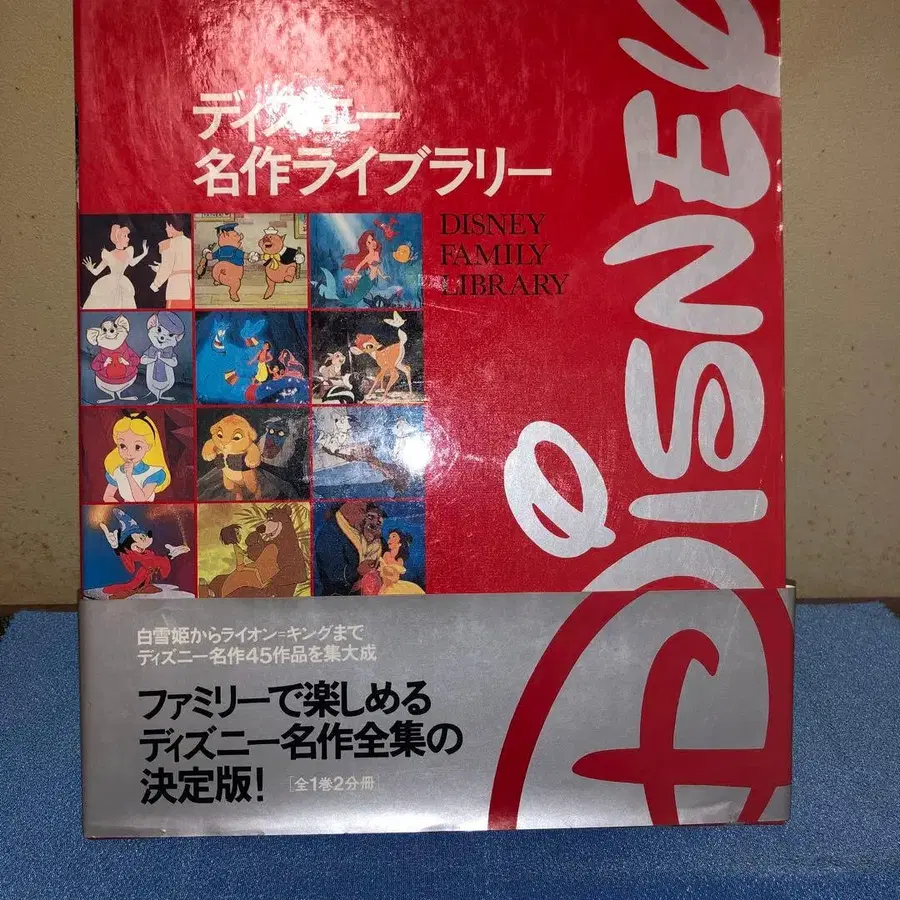 ディズニー
名作ライブラリー
DISNEY
FAMILY
LIBRARY
DISNEY
白雪姫からライオン=キングまで
ディズニー名作45作品を集大成
ファミリーで楽しめる
ディズニー名作全集の
決定版!
[全1巻2分冊]